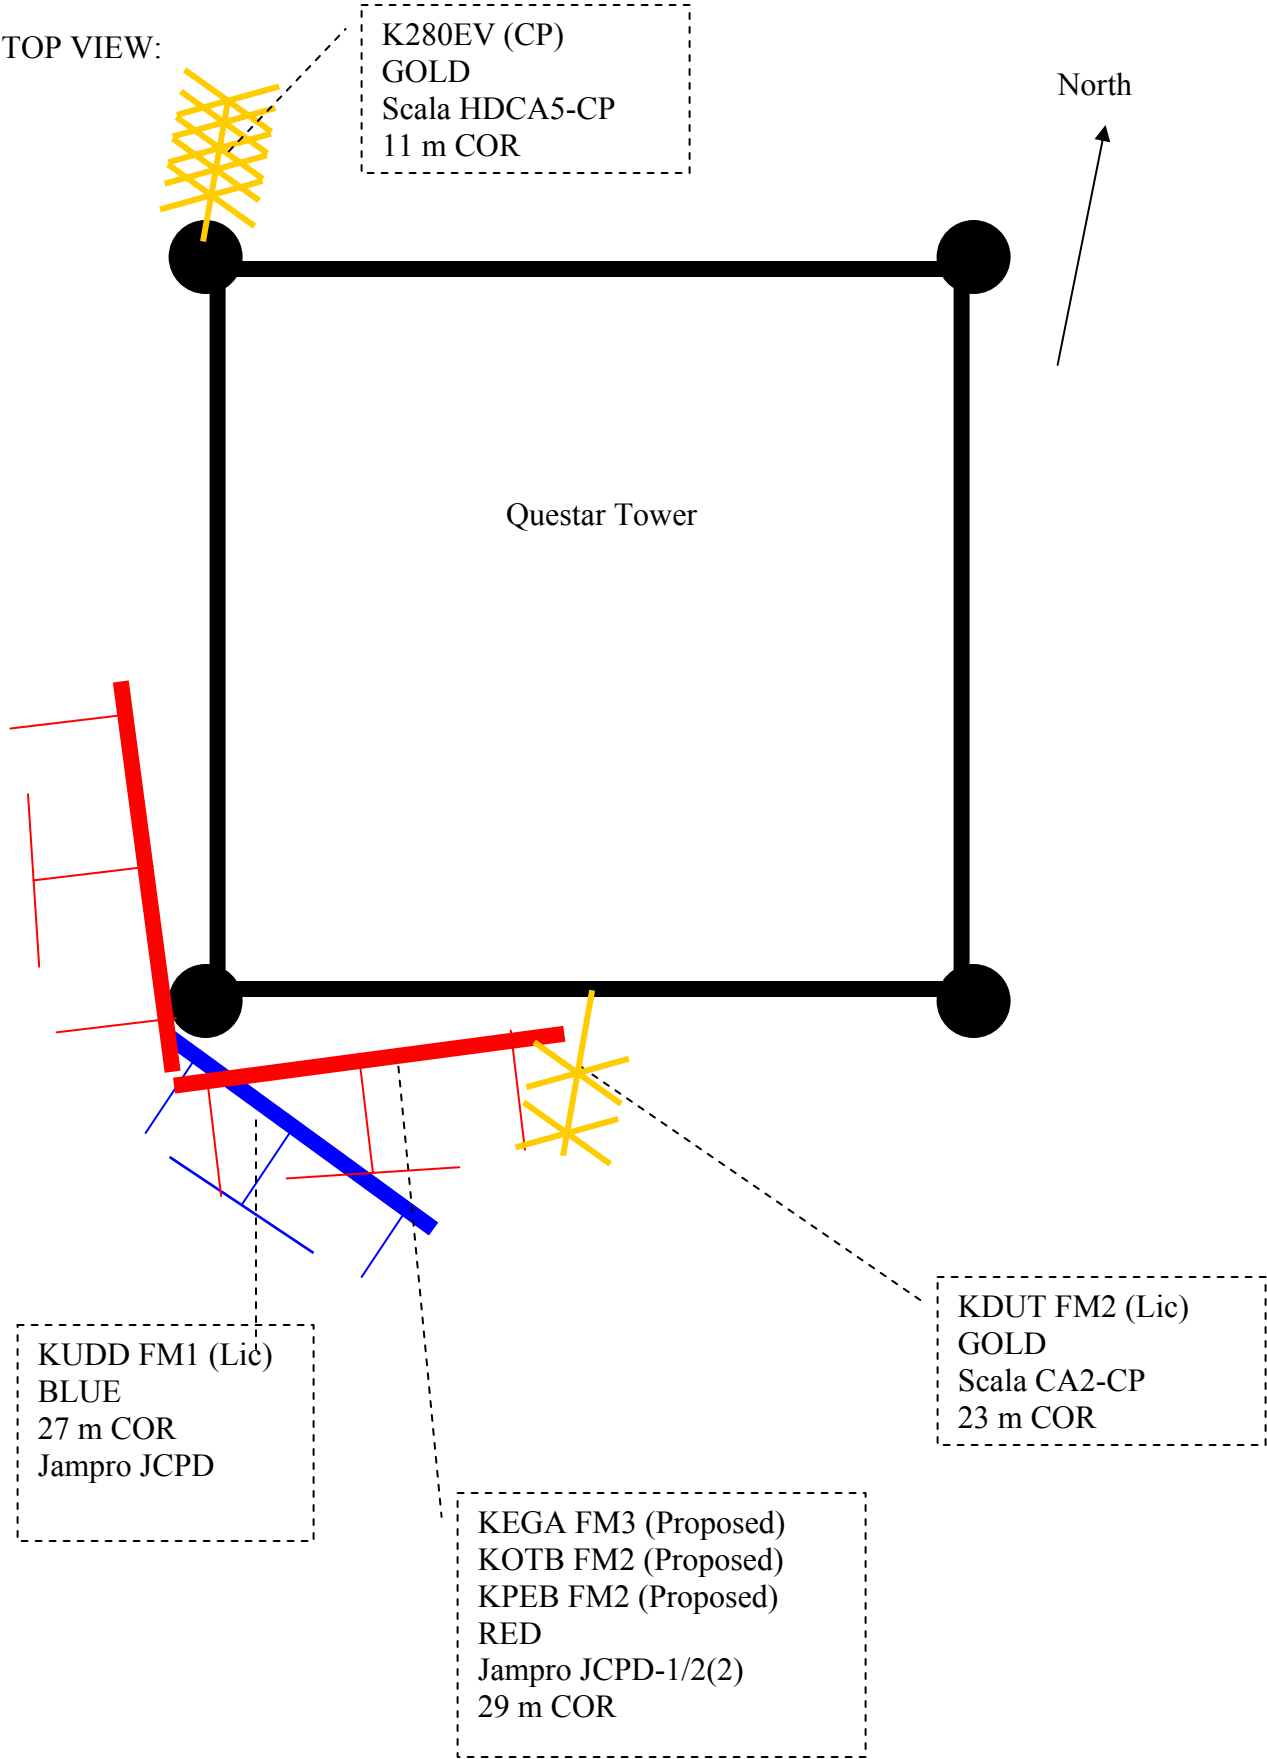 TOP VIEW:
K280EV (CP)
GOLD
Scala HDCA5-CP
11 m COR
North
Questar Tower
KUDD FM1 (Lic)
BLUE
27 m COR
Jampro JCPD
KDUT FM2 (Lic)
GOLD
Scala CA2-CP
23 m COR
KEGA FM3 (Proposed)
KOTB FM2 (Proposed)
KPEB FM2 (Proposed)
RED
Jampro JCPD-1/2(2)
29 m COR